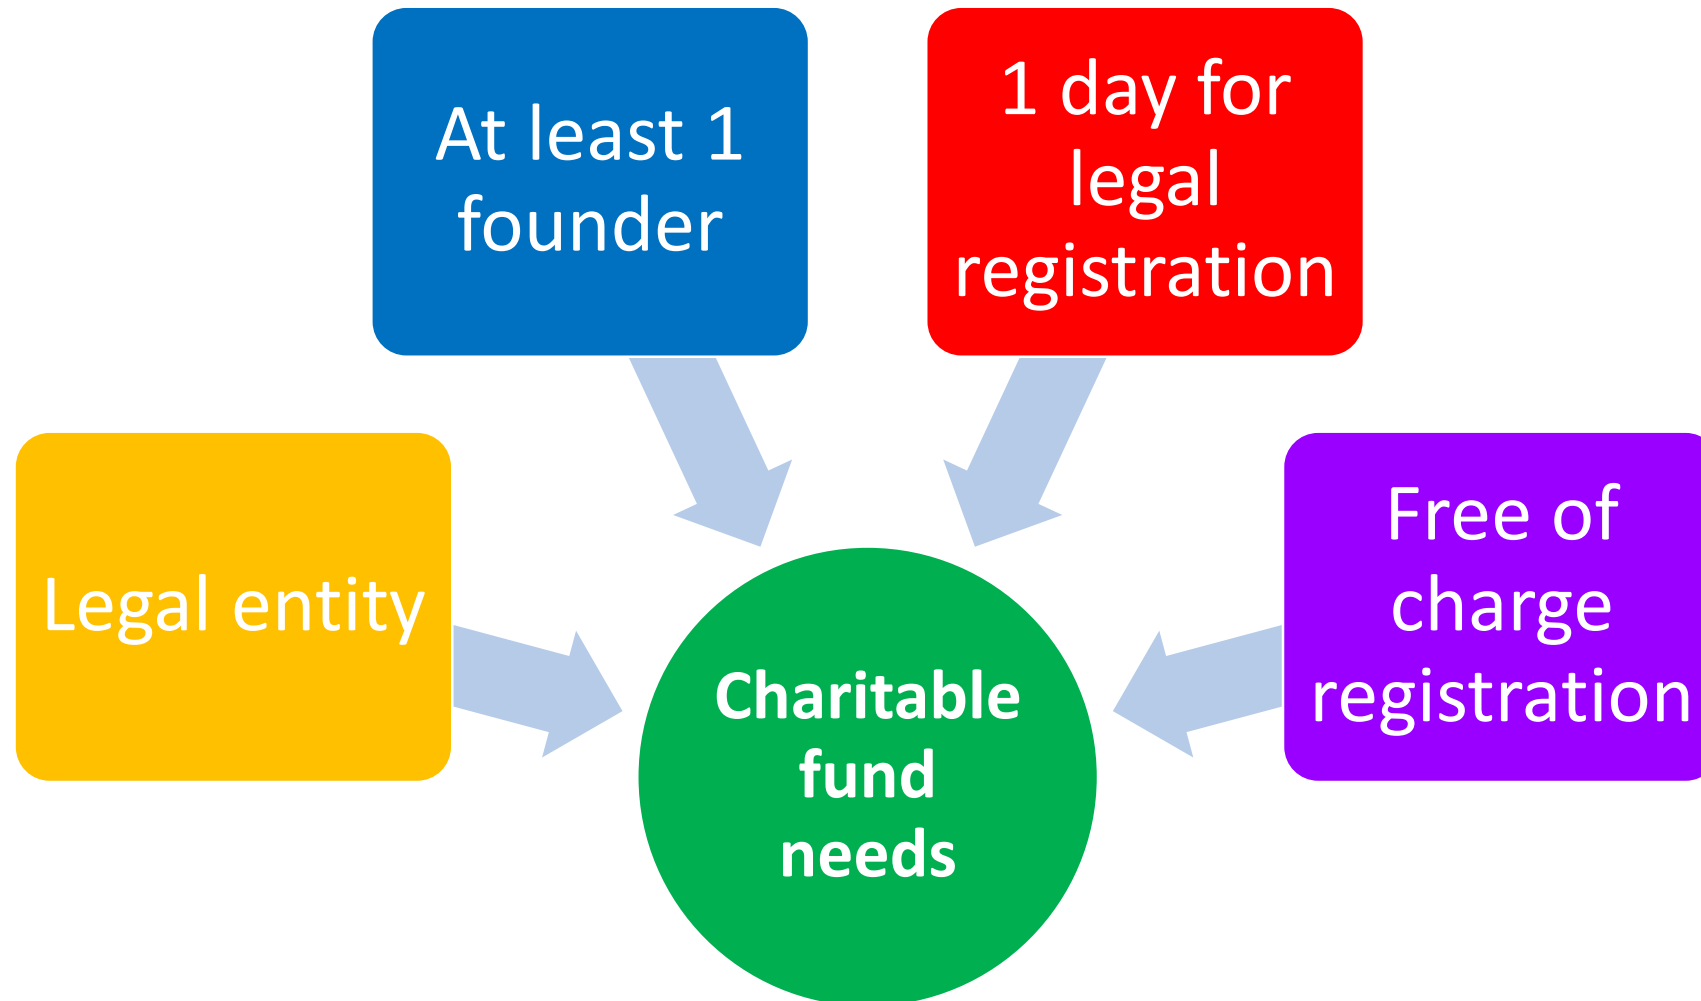 At least 1
founder
1 day for
legal
registration
Legal entity
Free of
charge
registration
Charitable
fund
needs